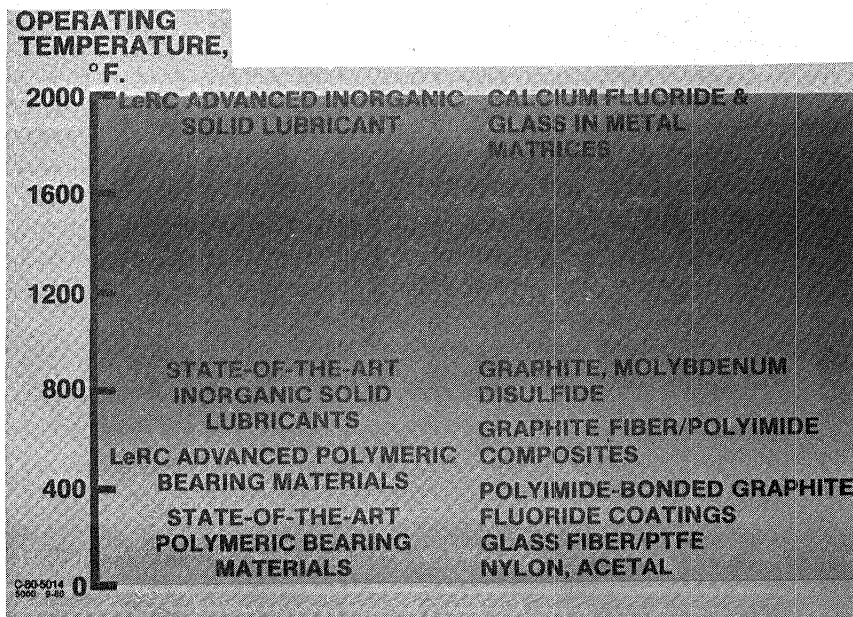 OPERATING
TEMPERATURE,
°F.
2000
LeRC ADVANCED INORGANIC
SOLID LUBRICANT
CALCIUM FLUORIDE &
GLASS IN METAL
MATRICES
1600
1200
800
STATE-OF-THE-ART
INORGANIC SOLID
LUBRICANTS
GRAPHITE, MOLYBDENUM
DISULFIDE
GRAPHITE FIBER/POLYIMIDE
COMPOSITES
LeRC ADVANCED POLYMERIC
BEARING MATERIALS
400
POLYIMIDE-BONDED GRAPHITE
FLUORIDE COATINGS
STATE-OF-THE-ART
POLYMERIC BEARING
MATERIALS
GLASS FIBER/PTFE
NYLON, ACETAL
0
C-80-5014
5000 9-80